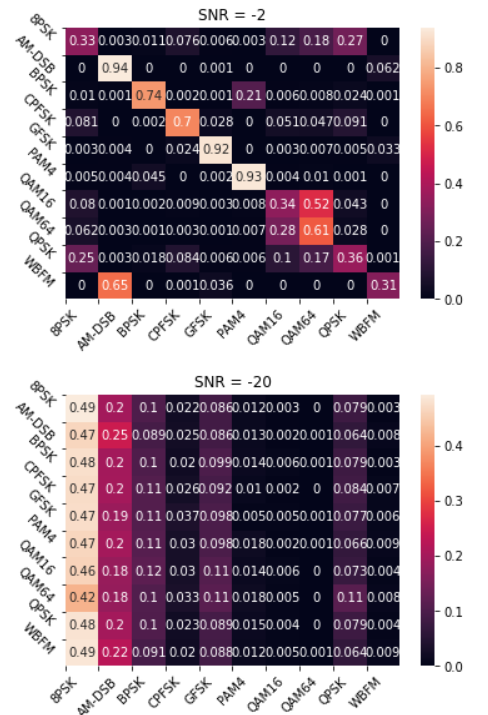 SNR = -2
8PSK 0.33 0.003 0.011 0.076 0.006 0.003 0.12 0.18 0.27 0
AM-DSB 0 0.94 0 0 0.001 0 0 0 0 0.062
BPSK 0.01 0.001 0.74 0.002 0.001 0.21 0.006 0.008 0.024 0.001
CPFSK 0.081 0 0.002 0.7 0.028 0 0.051 0.047 0.091 0
GFSK 0.003 0.004 0 0.024 0.92 0 0.003 0.007 0.005 0.033
PAM4 0.005 0.004 0.045 0 0.002 0.93 0.004 0.01 0.001 0
QAM16 0.08 0.001 0.002 0.009 0.003 0.008 0.34 0.52 0.043 0
QAM64 0.062 0.003 0.001 0.003 0.001 0.007 0.28 0.61 0.028 0
QPSK 0.25 0.003 0.018 0.084 0.006 0.006 0.1 0.17 0.36 0.001
WBFM 0 0.65 0 0.001 0.036 0 0 0 0 0.31
8PSK AM-DSB BPSK CPFSK GFSK PAM4 QAM16 QAM64 QPSK WBFM
0.8
0.6
0.4
0.2
0.0
SNR = -20
8PSK 0.49 0.2 0.1 0.022 0.086 0.012 0.003 0 0.079 0.003
AM-DSB 0.47 0.25 0.089 0.025 0.086 0.013 0.002 0.001 0.064 0.008
BPSK 0.48 0.2 0.1 0.02 0.099 0.014 0.006 0.001 0.079 0.003
CPFSK 0.47 0.2 0.11 0.026 0.092 0.01 0.002 0 0.084 0.007
GFSK 0.47 0.19 0.11 0.037 0.098 0.005 0.005 0.001 0.077 0.006
PAM4 0.47 0.2 0.11 0.03 0.098 0.018 0.002 0.001 0.066 0.009
QAM16 0.46 0.18 0.12 0.03 0.11 0.014 0.006 0 0.073 0.004
QAM64 0.42 0.18 0.1 0.033 0.11 0.018 0.005 0 0.11 0.008
QPSK 0.48 0.2 0.1 0.023 0.089 0.015 0.004 0 0.079 0.004
WBFM 0.49 0.22 0.091 0.02 0.088 0.012 0.005 0.001 0.064 0.009
8PSK AM-DSB BPSK CPFSK GFSK PAM4 QAM16 QAM64 QPSK WBFM
0.4
0.3
0.2
0.1
0.0